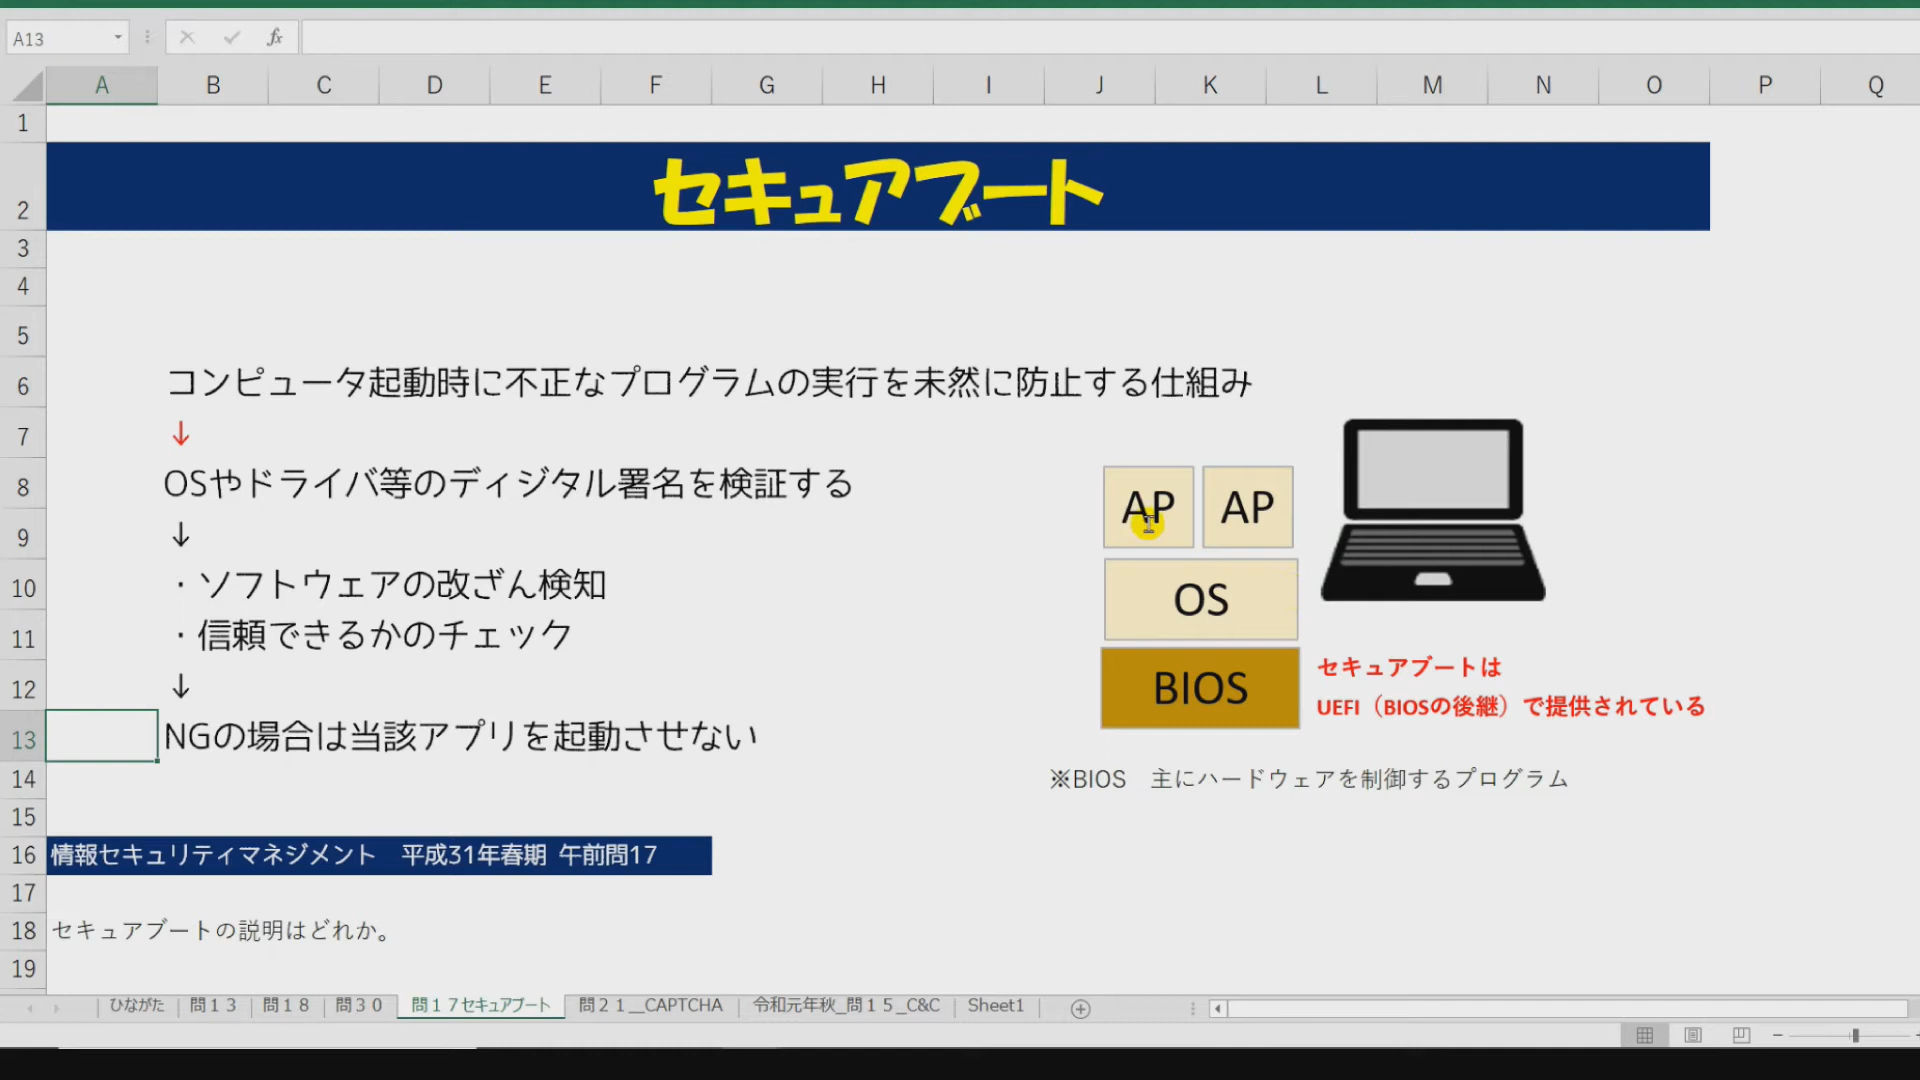 A13
fx
A B C D E F G H I J K L M N O P Q
1
2 セキュアブート
3
4
5
6 コンピュータ起動時に不正なプログラムの実行を未然に防止する仕組み
7 ↓
8 OSやドライバ等のディジタル署名を検証する
9 ↓
10 ・ソフトウェアの改ざん検知
11 ・信頼できるかのチェック
12 ↓
13 NGの場合は当該アプリを起動させない
AP AP
OS
BIOS
セキュアブートは
UEFI（BIOSの後継）で提供されている
14 ※BIOS　主にハードウェアを制御するプログラム
15
16 情報セキュリティマネジメント　平成31年春期 午前問17
17
18 セキュアブートの説明はどれか。
19
ひながた 問１３ 問１８ 問３０ 問１７セキュアブート 問２１_CAPTCHA 令和元年秋_問１５_C&C Sheet1